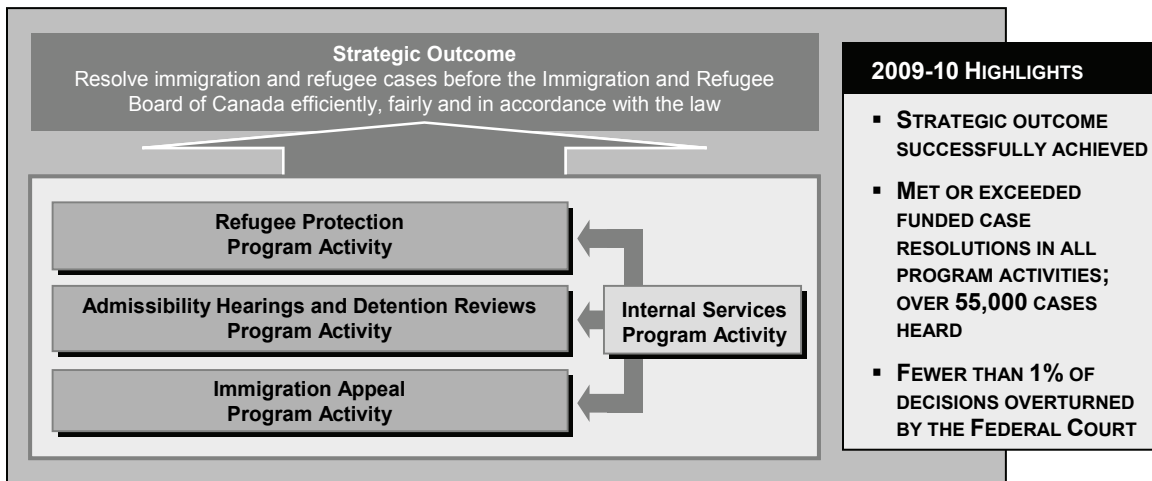 Strategic Outcome
Resolve immigration and refugee cases before the Immigration and Refugee
Board of Canada efficiently, fairly and in accordance with the law
Refugee Protection
Program Activity
Admissibility Hearings and Detention Reviews
Program Activity
Immigration Appeal
Program Activity
Internal Services
Program Activity
2009-10 HIGHLIGHTS
▪ STRATEGIC OUTCOME
SUCCESSFULLY ACHIEVED
▪ MET OR EXCEEDED
FUNDED CASE
RESOLUTIONS IN ALL
PROGRAM ACTIVITIES;
OVER 55,000 CASES
HEARD
▪ FEWER THAN 1% OF
DECISIONS OVERTURNED
BY THE FEDERAL COURT